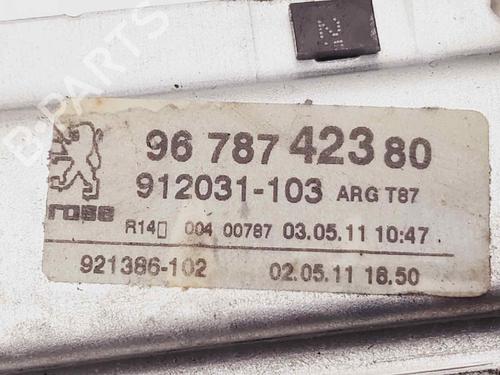 N
B-PARTS
96 787 423 80
912031-103 ARG T87
R14 004 00787 03.05.11 10:47
921386-102 02.05.11 16.50